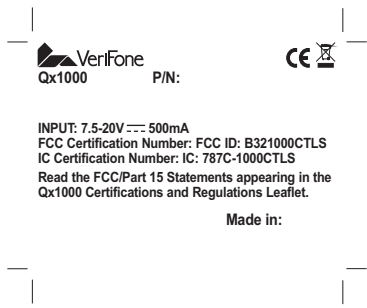 VeriFone
CE
Qx1000 P/N:
INPUT: 7.5-20V ⎓ 500mA
FCC Certification Number: FCC ID: B321000CTLS
IC Certification Number: IC: 787C-1000CTLS
Read the FCC/Part 15 Statements appearing in the
Qx1000 Certifications and Regulations Leaflet.
Made in: